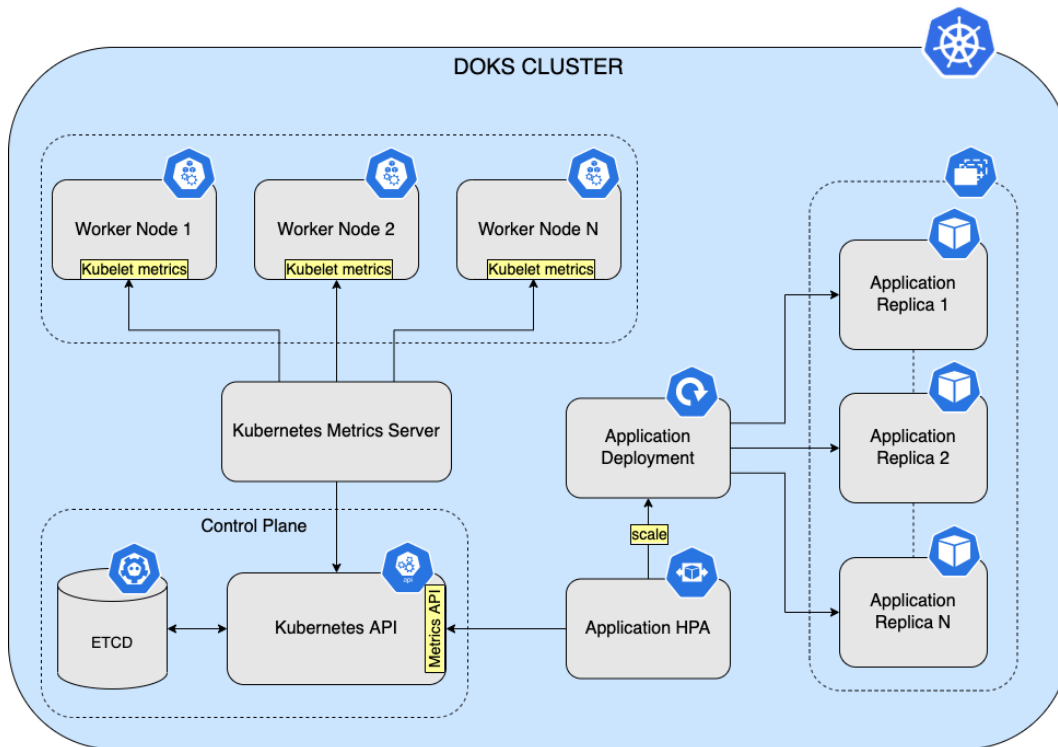 DOKS CLUSTER
Worker Node 1
Kubelet metrics
Worker Node 2
Kubelet metrics
Worker Node N
Kubelet metrics
Kubernetes Metrics Server
Control Plane
ETCD
Kubernetes API
api
Metrics API
Application HPA
scale
Application
Deployment
Application
Replica 1
Application
Replica 2
Application
Replica N